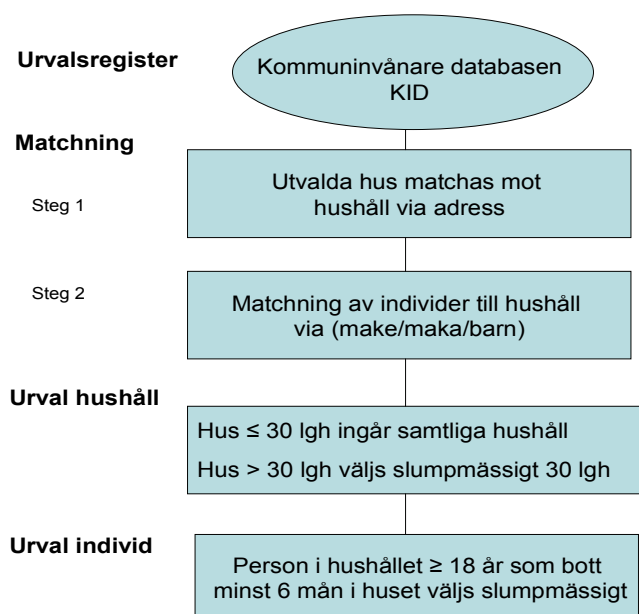 Urvalsregister
Kommuninvånare databasen
KID
Matchning
Steg 1
Utvalda hus matchas mot
hushåll via adress
Steg 2
Matchning av individer till hushåll
via (make/maka/barn)
Urval hushåll
Hus ≤ 30 lgh ingår samtliga hushåll
Hus > 30 lgh väljs slumpmässigt 30 lgh
Urval individ
Person i hushållet ≥ 18 år som bott
minst 6 mån i huset väljs slumpmässigt